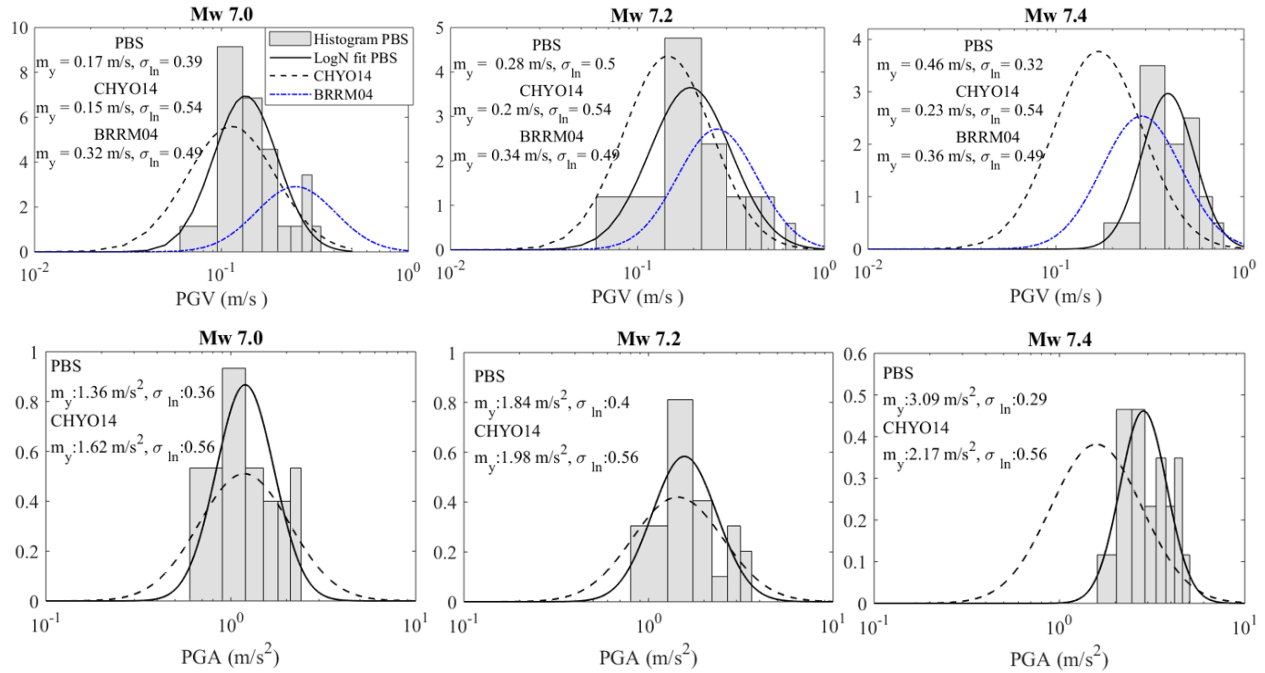 Mw 7.0
10
8
6
4
2
0
PBS
m_y = 0.17 m/s, σ_ln = 0.39
CHYO14
m_y = 0.15 m/s, σ_ln = 0.54
BRRM04
m_y = 0.32 m/s, σ_ln = 0.49
Histogram PBS
LogN fit PBS
CHYO14
BRRM04
10^-2
10^-1
10^0
PGV (m/s )
Mw 7.2
5
4
3
2
1
0
PBS
m_y = 0.28 m/s, σ_ln = 0.5
CHYO14
m_y = 0.2 m/s, σ_ln = 0.54
BRRM04
m_y = 0.34 m/s, σ_ln = 0.49
10^-2
10^-1
10^0
PGV (m/s )
Mw 7.4
4
3
2
1
0
PBS
m_y = 0.46 m/s, σ_ln = 0.32
CHYO14
m_y = 0.23 m/s, σ_ln = 0.54
BRRM04
m_y = 0.36 m/s, σ_ln = 0.49
10^-2
10^-1
10^0
PGV (m/s )
Mw 7.0
1
0.8
0.6
0.4
0.2
0
PBS
m_y:1.36 m/s^2, σ_ln:0.36
CHYO14
m_y:1.62 m/s^2, σ_ln:0.56
10^-1
10^0
10^1
PGA (m/s^2)
Mw 7.2
1
0.8
0.6
0.4
0.2
0
PBS
m_y:1.84 m/s^2, σ_ln:0.4
CHYO14
m_y:1.98 m/s^2, σ_ln:0.56
10^-1
10^0
10^1
PGA (m/s^2)
Mw 7.4
0.6
0.5
0.4
0.3
0.2
0.1
0
PBS
m_y:3.09 m/s^2, σ_ln:0.29
CHYO14
m_y:2.17 m/s^2, σ_ln:0.56
10^-1
10^0
10^1
PGA (m/s^2)